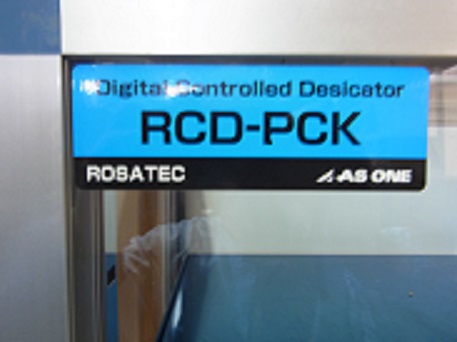 Digital Controlled Desicator
RCD-PCK
ROSATEC AS ONE